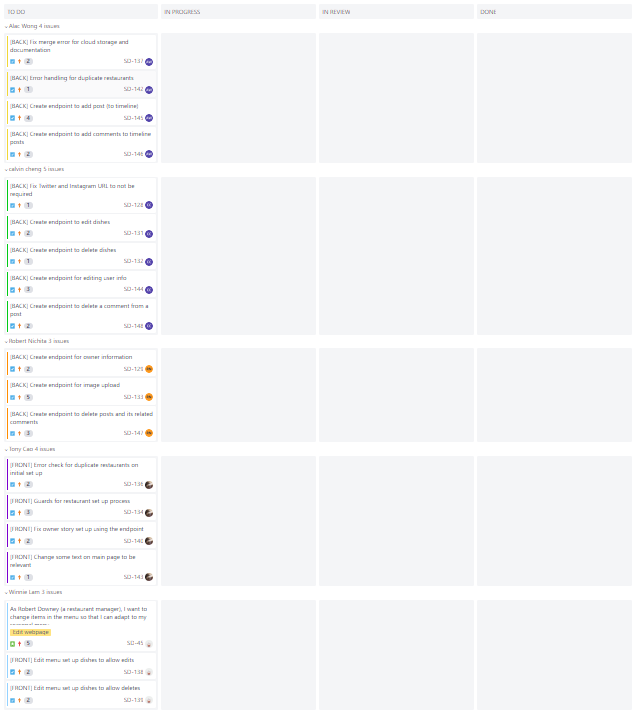 TO DO
IN PROGRESS
IN REVIEW
DONE
Alac Wong 4 issues
[BACK] Fix merge error for cloud storage and
documentation
2
SD-137
[BACK] Error handling for duplicate restaurants
1
SD-142
[BACK] Create endpoint to add post (to timeline)
4
SD-145
[BACK] Create endpoint to add comments to timeline
posts
2
SD-146
calvin cheng 5 issues
[BACK] Fix Twitter and Instagram URL to not be
required
1
SD-128
[BACK] Create endpoint to edit dishes
2
SD-131
[BACK] Create endpoint to delete dishes
1
SD-132
[BACK] Create endpoint for editing user info
3
SD-144
[BACK] Create endpoint to delete a comment from a
post
2
SD-148
Robert Nichita 3 issues
[BACK] Create endpoint for owner information
2
SD-129
[BACK] Create endpoint for image upload
5
SD-133
[BACK] Create endpoint to delete posts and its related
comments
3
SD-147
Tony Cao 4 issues
[FRONT] Error check for duplicate restaurants on
initial set up
2
SD-136
[FRONT] Guards for restaurant set up process
3
SD-134
[FRONT] Fix owner story set up using the endpoint
2
SD-140
[FRONT] Change some text on main page to be
relevant
1
SD-143
Winnie Lam 3 issues
As Robert Downey (a restaurant manager), I want to
change items in the menu so that I can adapt to my
Edit webpage
5
SD-45
[FRONT] Edit menu set up dishes to allow edits
2
SD-138
[FRONT] Edit menu set up dishes to allow deletes
2
SD-139